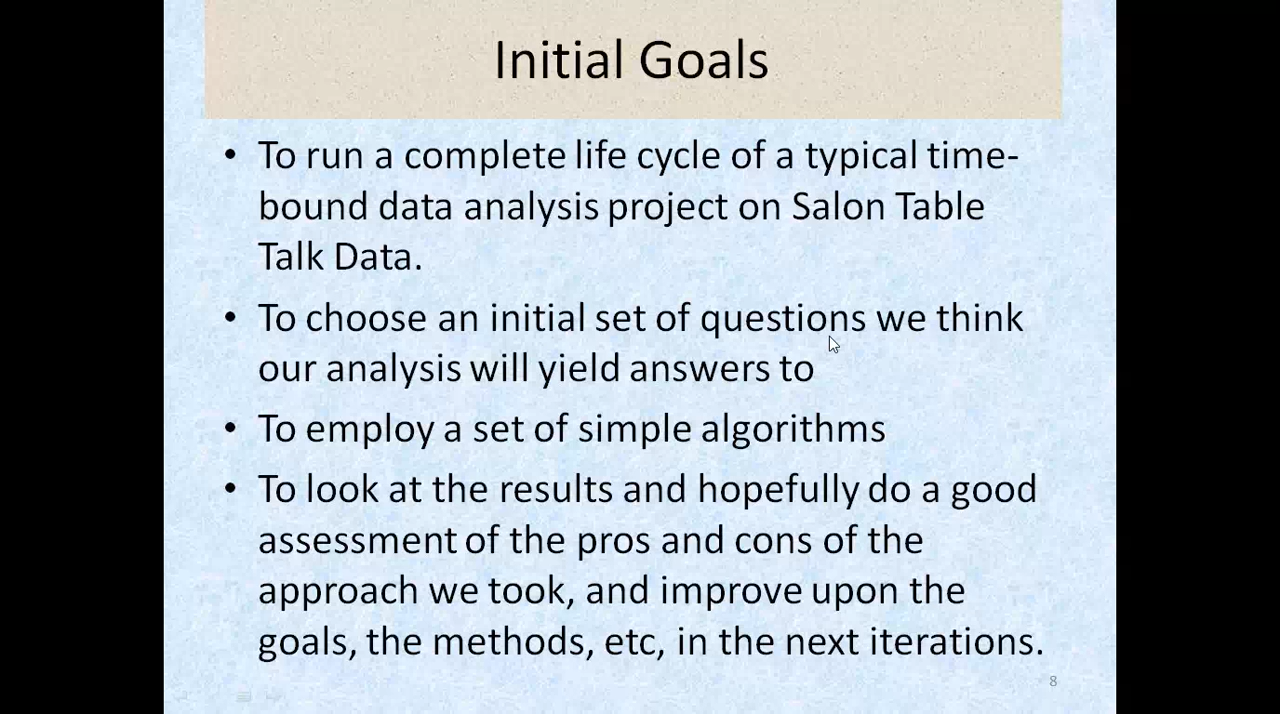 Initial Goals
• To run a complete life cycle of a typical time-
bound data analysis project on Salon Table
Talk Data.
• To choose an initial set of questions we think
our analysis will yield answers to
• To employ a set of simple algorithms
• To look at the results and hopefully do a good
assessment of the pros and cons of the
approach we took, and improve upon the
goals, the methods, etc, in the next iterations.
8